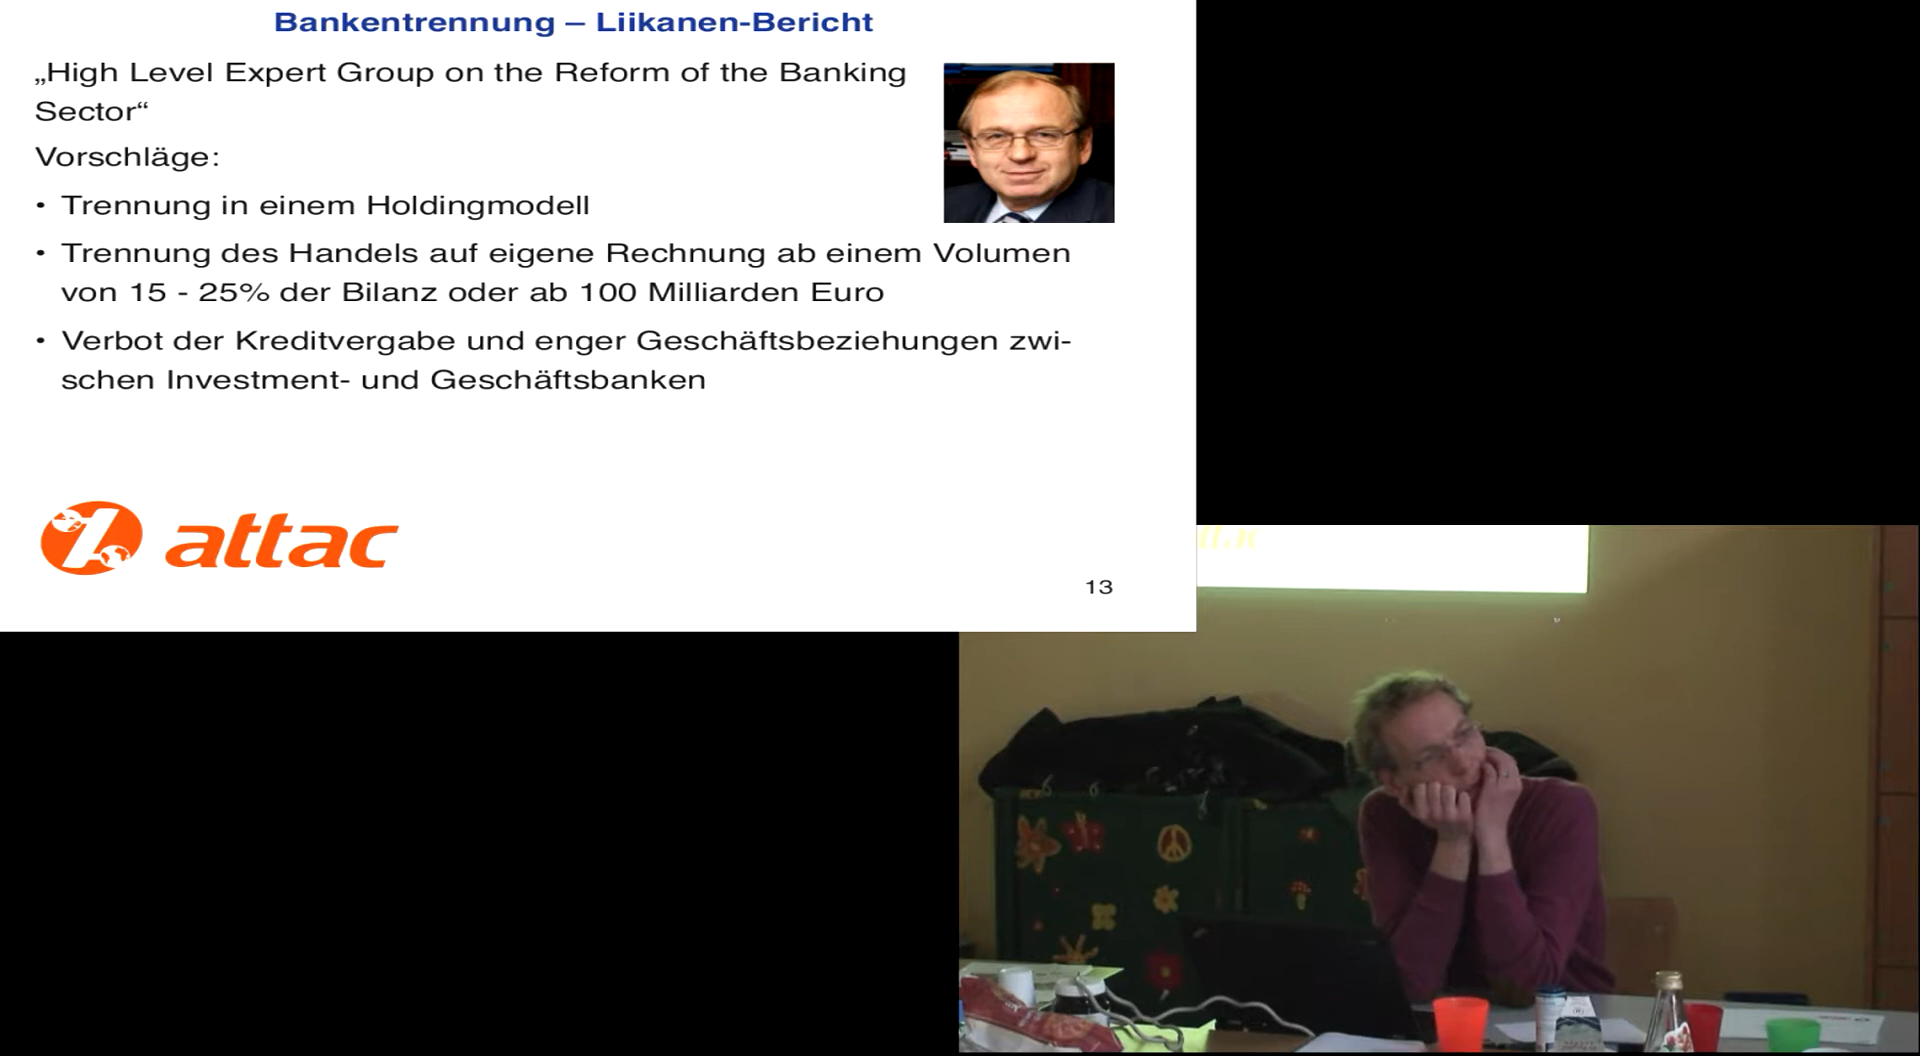 Bankentrennung – Liikanen-Bericht
„High Level Expert Group on the Reform of the Banking
Sector“
Vorschläge:
• Trennung in einem Holdingmodell
• Trennung des Handels auf eigene Rechnung ab einem Volumen
von 15 - 25% der Bilanz oder ab 100 Milliarden Euro
• Verbot der Kreditvergabe und enger Geschäftsbeziehungen zwi-
schen Investment- und Geschäftsbanken
attac
13